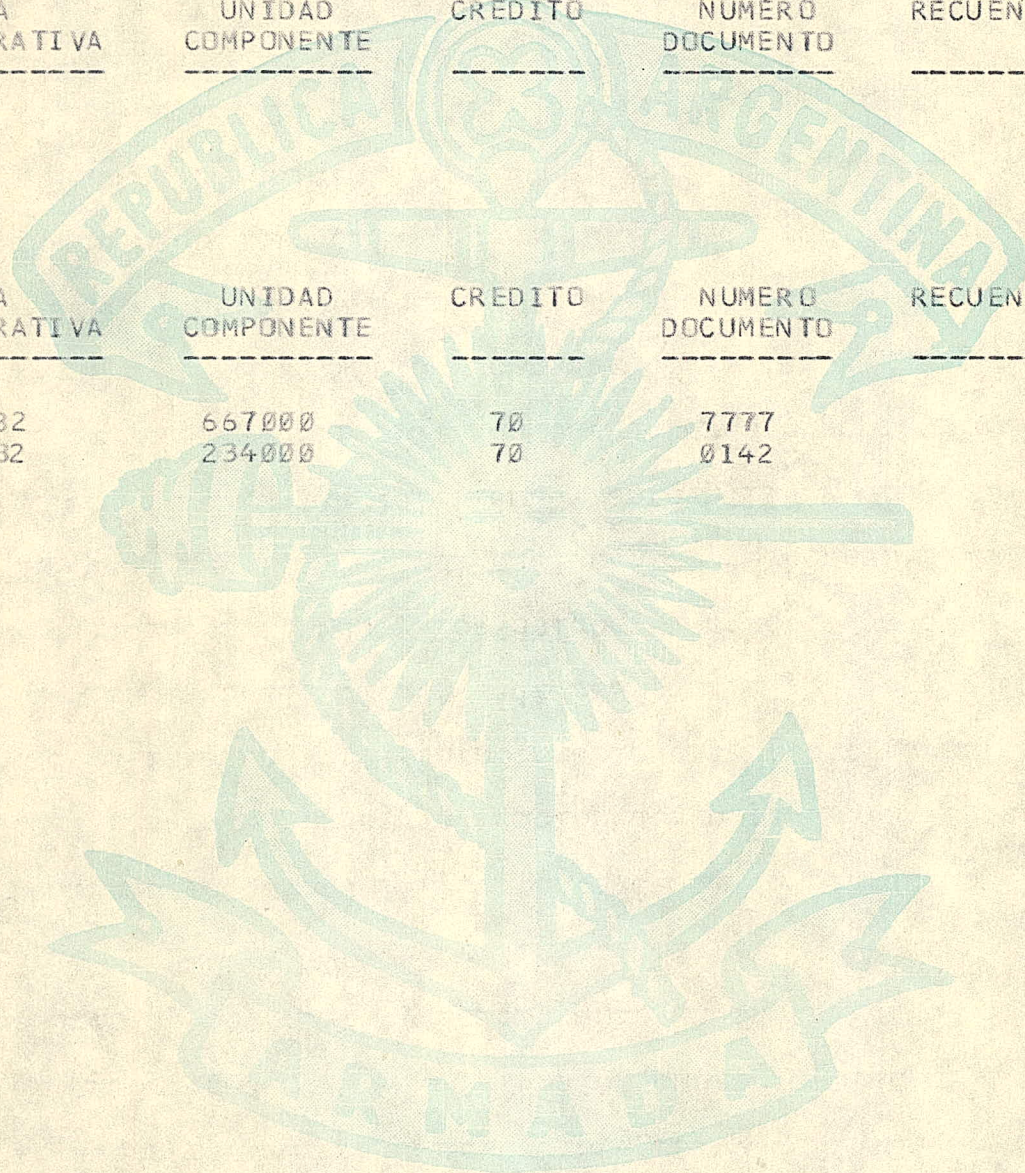 A UNIDAD CREDITO NUMERO RECUEN
RATIVA COMPONENTE DOCUMENTO
REPUBLICA ARGENTINA
A UNIDAD CREDITO NUMERO RECUEN
RATIVA COMPONENTE DOCUMENTO
32 667000 70 7777
32 234000 70 0142
ARMADA